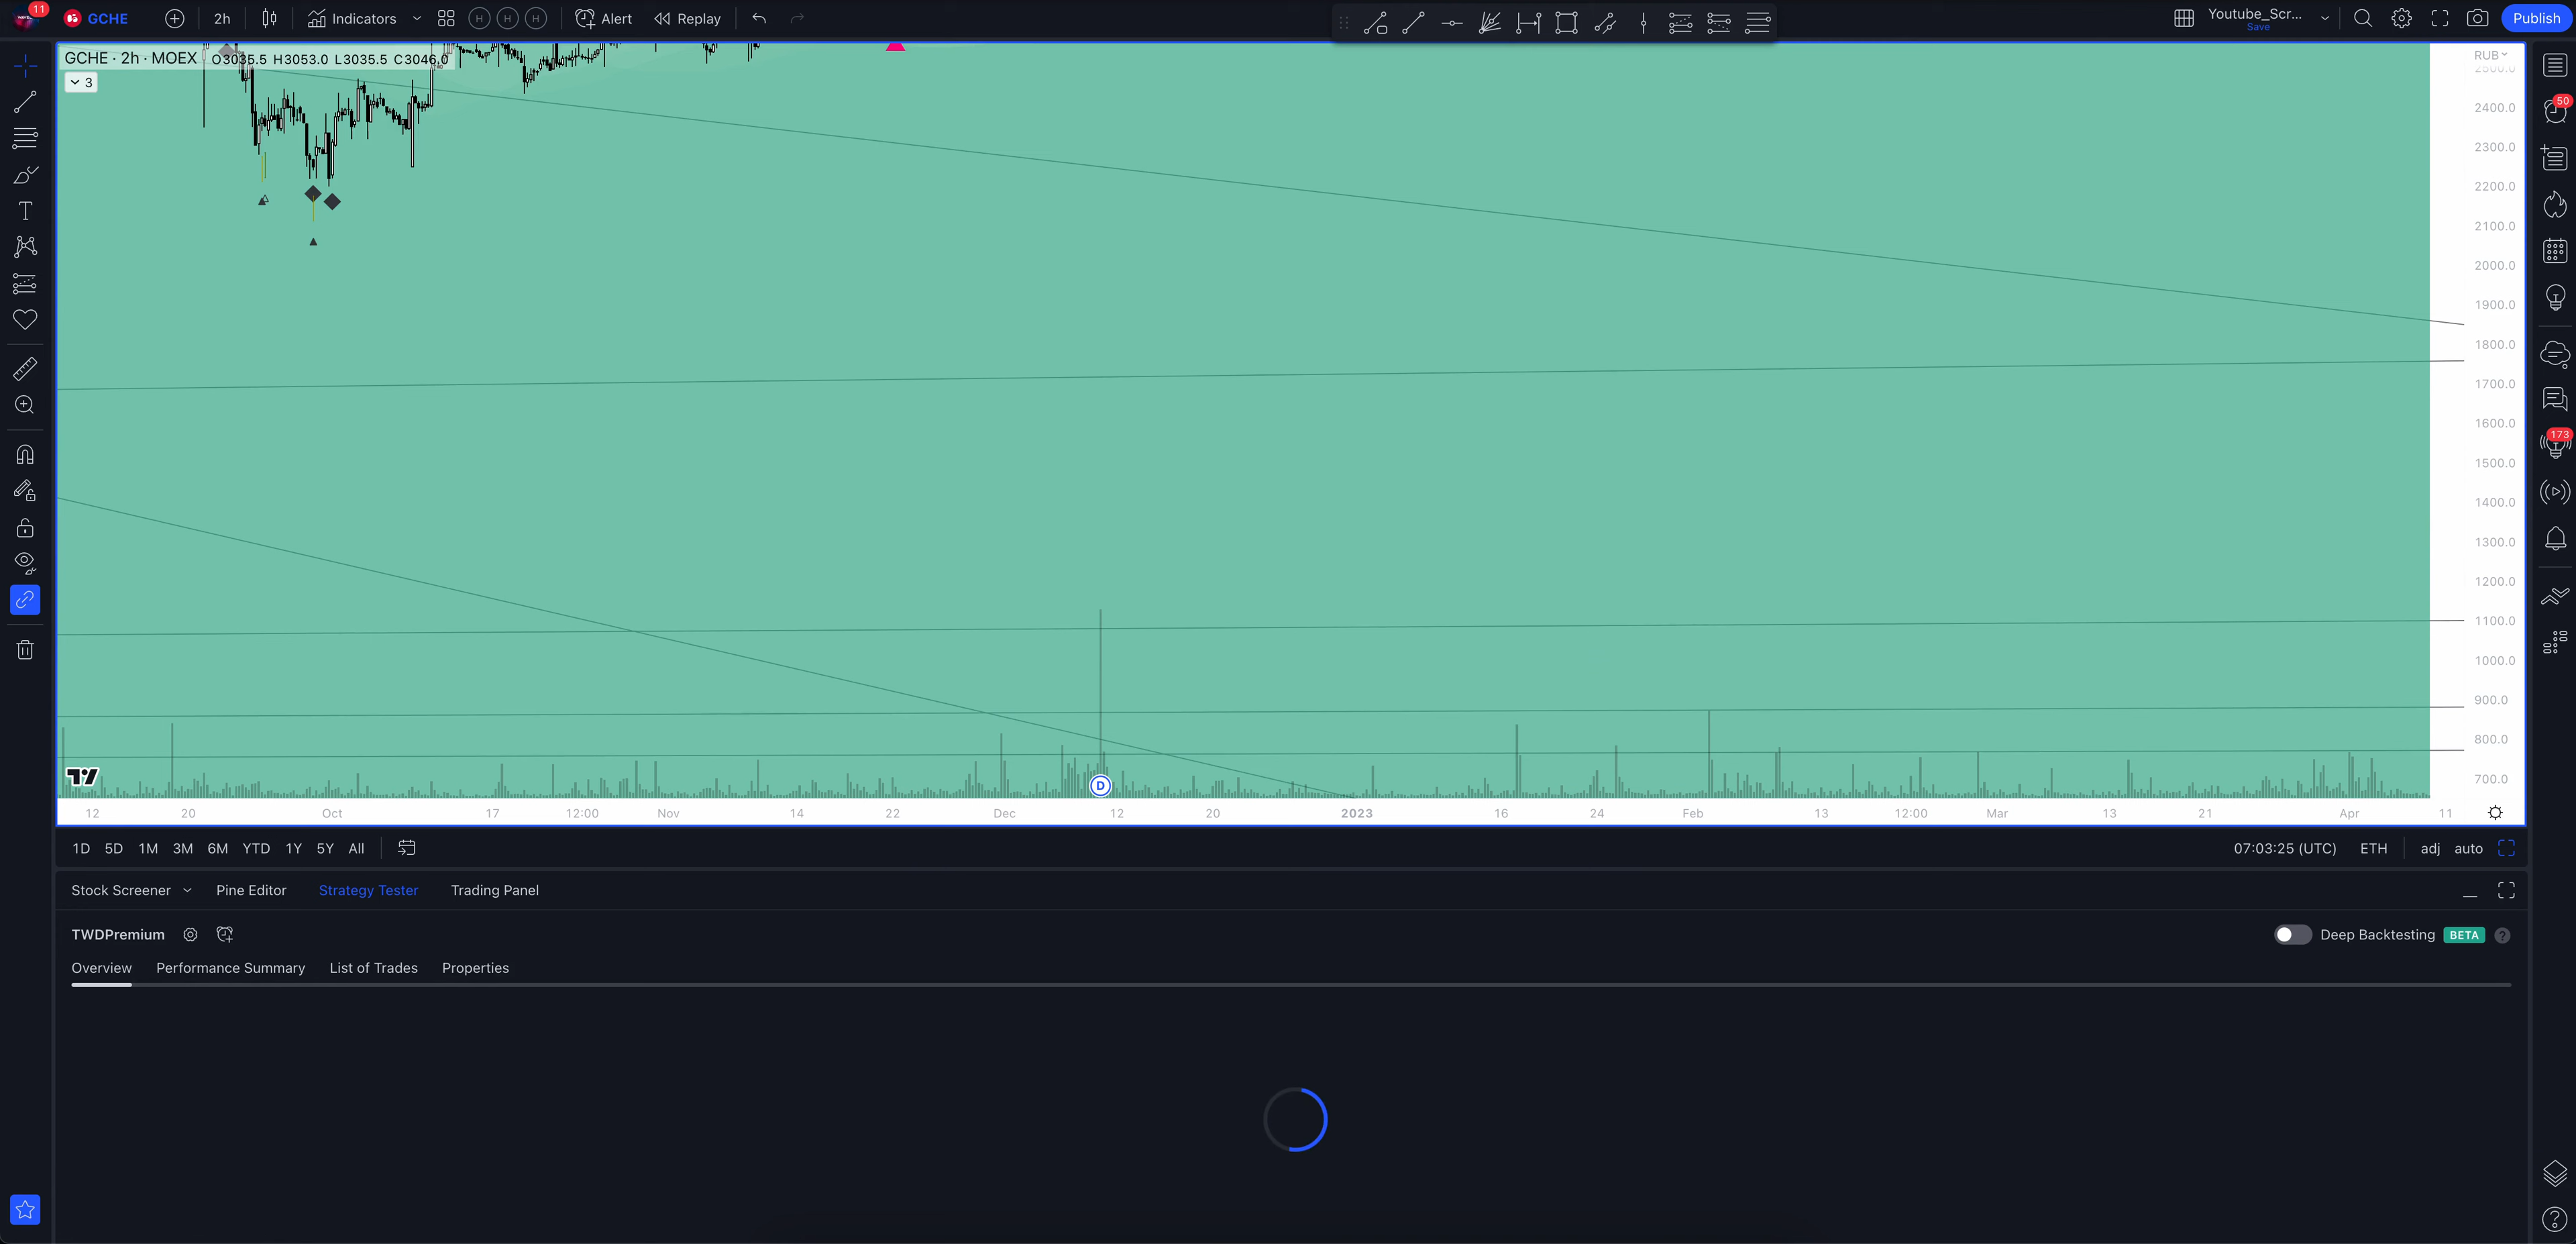 11
GCHE
2h
Indicators
H H H
Alert
Replay
Youtube_Scr...
Save
Publish
GCHE · 2h · MOEX O3035.5 H3053.0 L3035.5 C3046.0
3
RUB
2500.0
2400.0
2300.0
2200.0
2100.0
2000.0
1900.0
1800.0
1700.0
1600.0
1500.0
1400.0
1300.0
1200.0
1100.0
1000.0
900.0
800.0
700.0
50
173
D
12 20 Oct 17 12:00 Nov 14 22 Dec 12 20 2023 16 24 Feb 13 12:00 Mar 13 21 Apr 11
1D 5D 1M 3M 6M YTD 1Y 5Y All
07:03:25 (UTC) ETH adj auto
Stock Screener Pine Editor Strategy Tester Trading Panel
TWDPremium
Deep Backtesting BETA ?
Overview Performance Summary List of Trades Properties